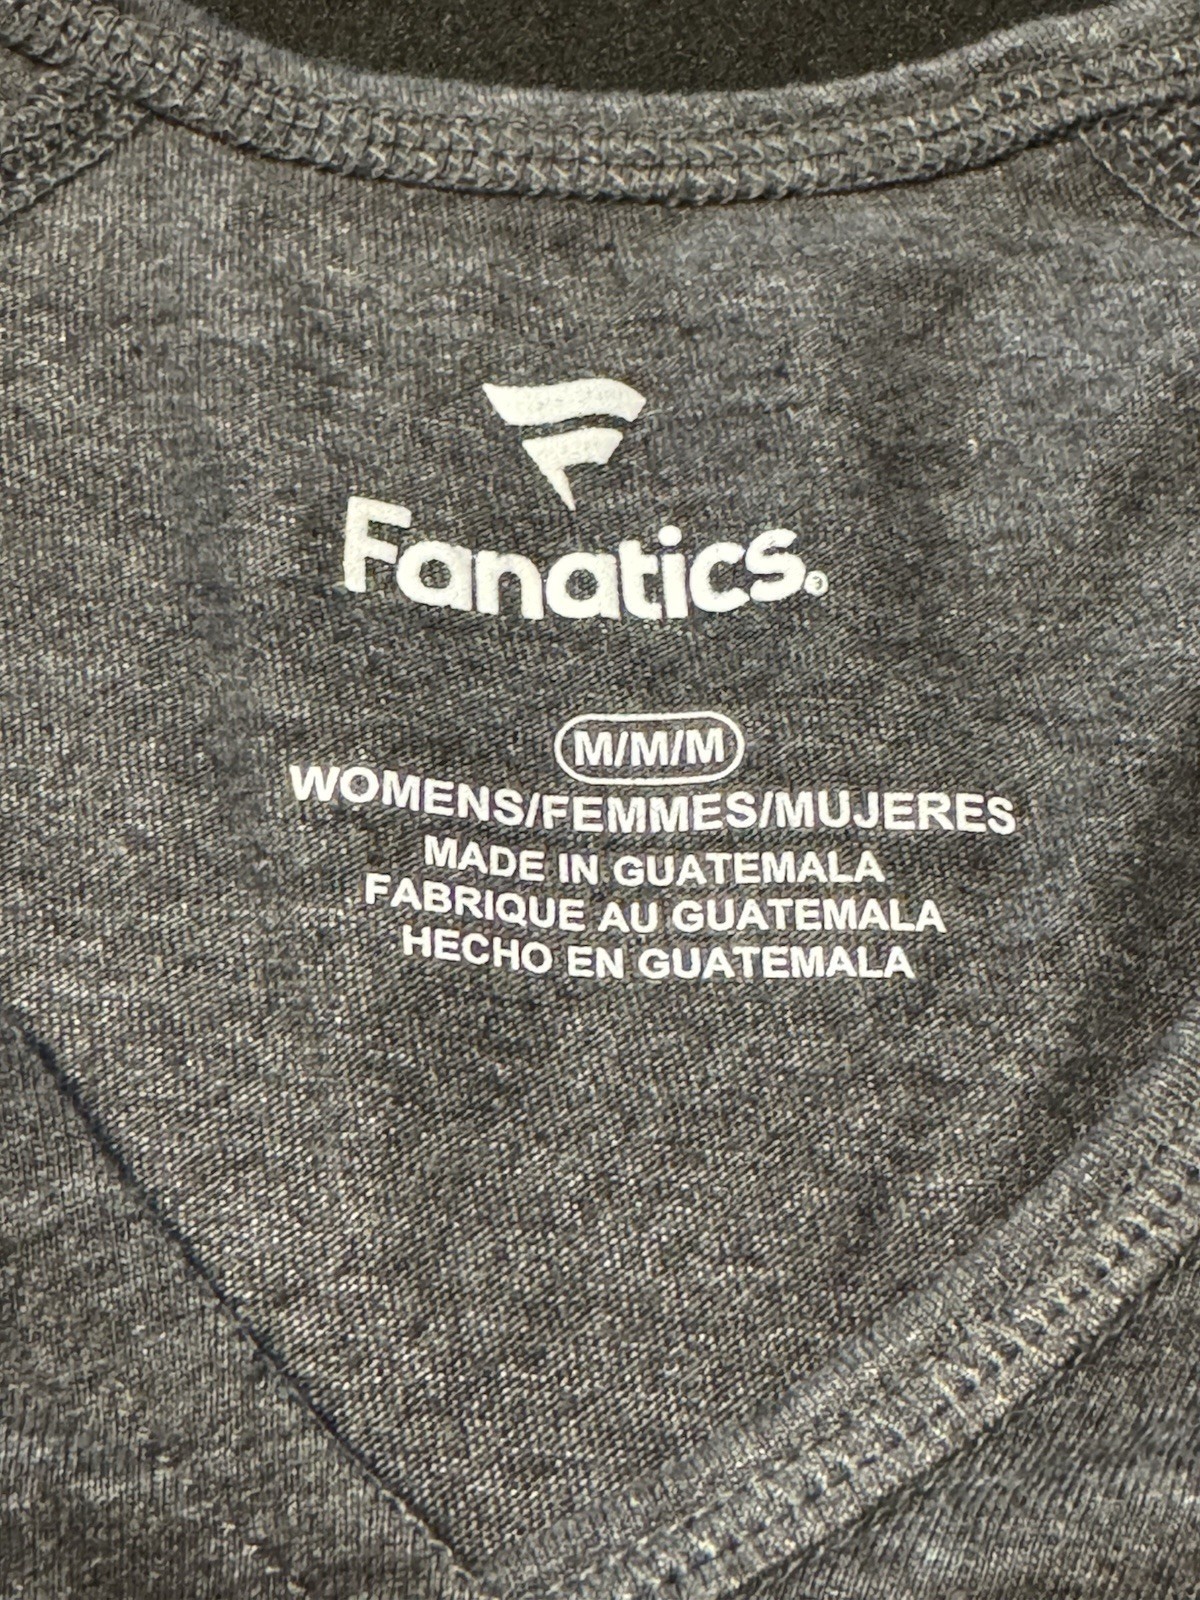 Fanatics.®
M/M/M
WOMENS/FEMMES/MUJERES
MADE IN GUATEMALA
FABRIQUE AU GUATEMALA
HECHO EN GUATEMALA